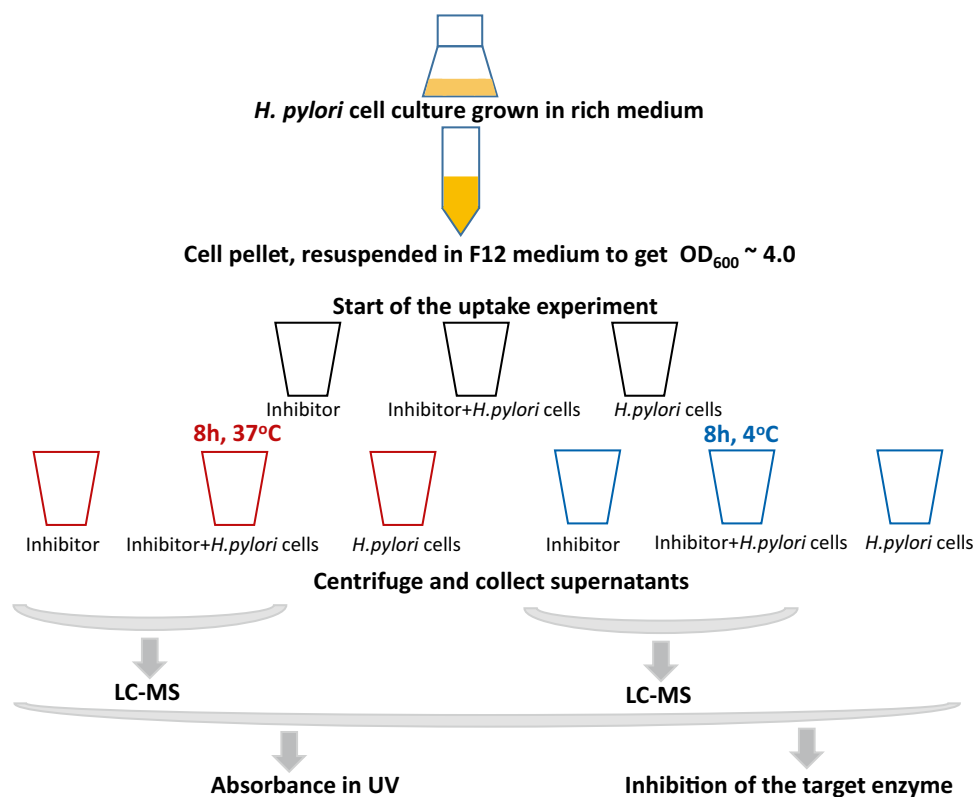 H. pylori cell culture grown in rich medium
Cell pellet, resuspended in F12 medium to get OD₆₀₀ ~ 4.0
Start of the uptake experiment
Inhibitor Inhibitor+H.pylori cells H.pylori cells
8h, 37°C 8h, 4°C
Inhibitor Inhibitor+H.pylori cells H.pylori cells Inhibitor Inhibitor+H.pylori cells H.pylori cells
Centrifuge and collect supernatants
LC-MS LC-MS
Absorbance in UV Inhibition of the target enzyme